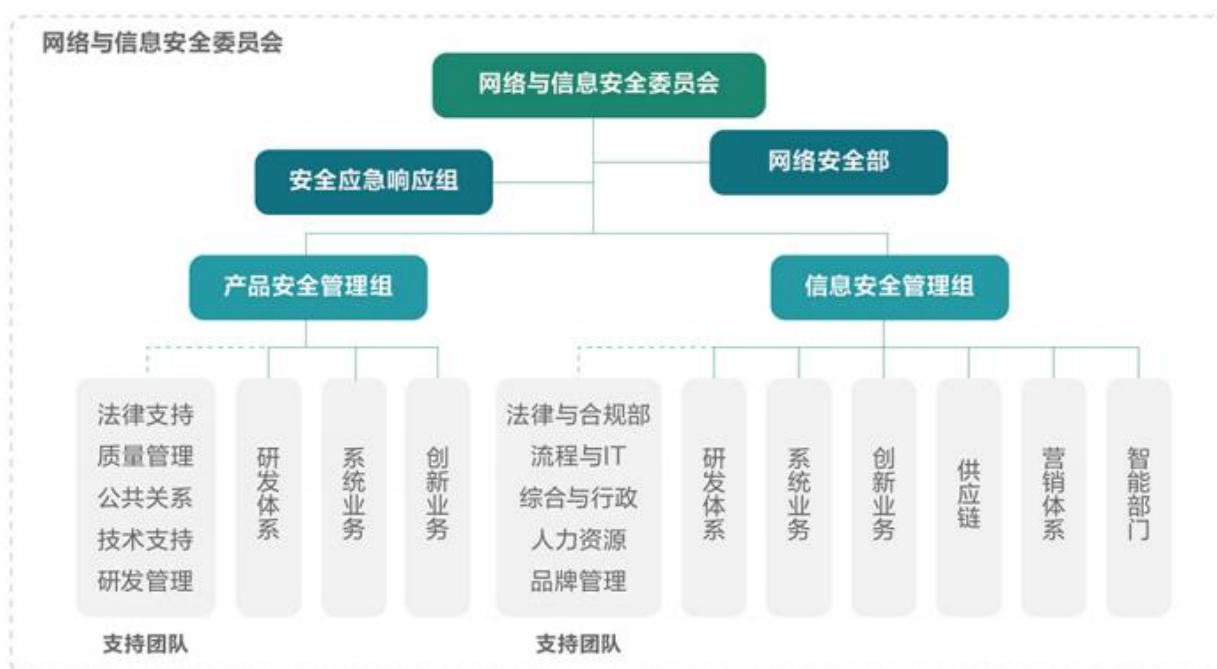 网络与信息安全委员会
网络与信息安全委员会
网络安全部
安全应急响应组
产品安全管理组
信息安全管理组
法律支持
质量管理
公共关系
技术支持
研发管理
研发体系
系统业务
创新业务
法律与合规部
流程与IT
综合与行政
人力资源
品牌管理
研发体系
系统业务
创新业务
供应链
营销体系
智能部门
支持团队
支持团队